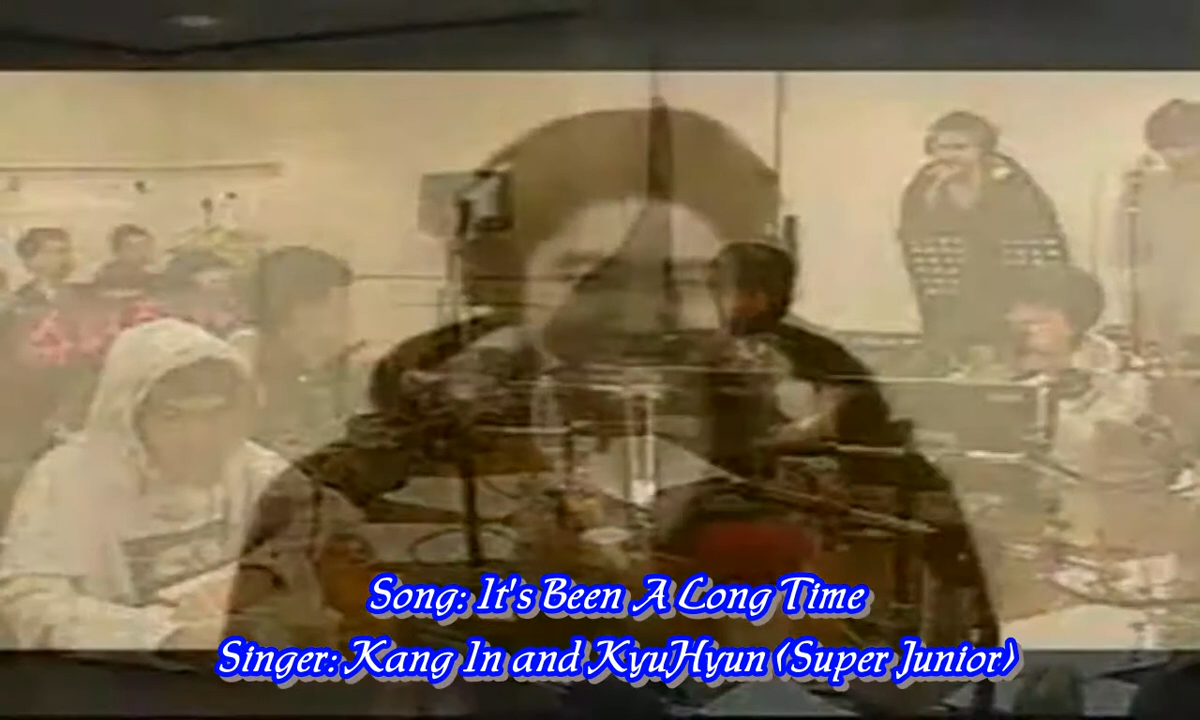 Song: It's Been A Long Time
Singer: Kang In and KyuHyun (Super Junior)